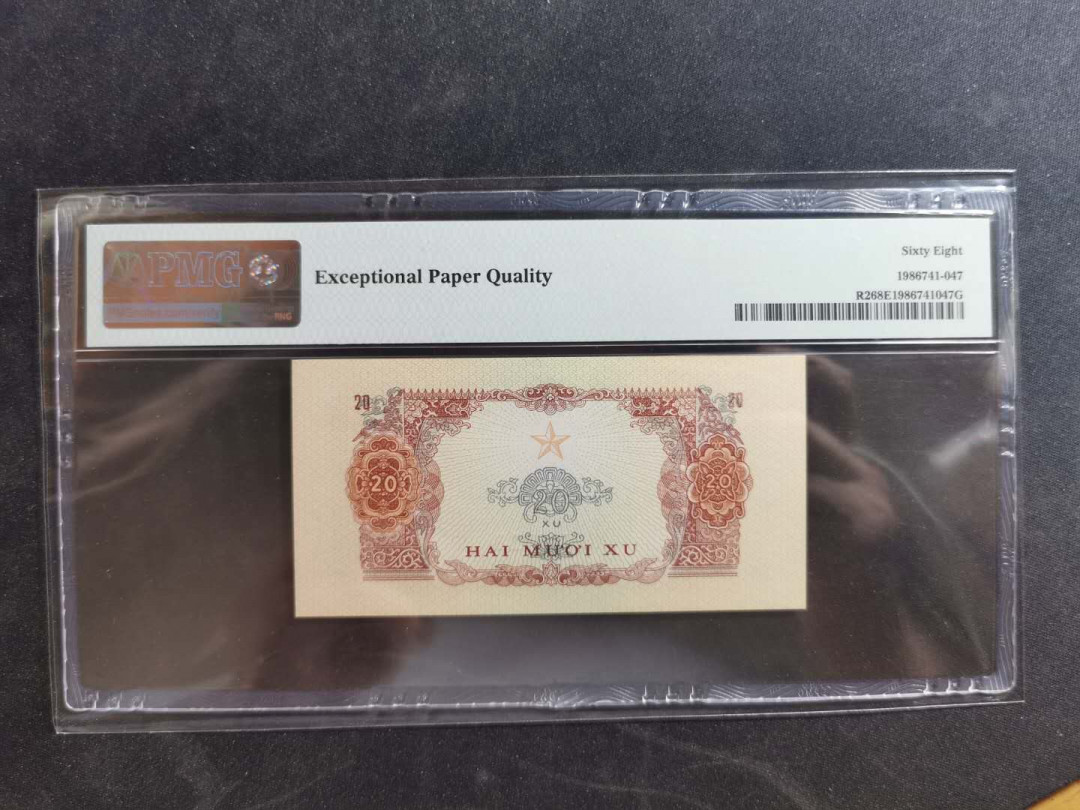 PMG
Exceptional Paper Quality
Sixty Eight
1986741-047
R268E1986741047G
20
20
20
20
20
XU
HAI MƯƠI XU